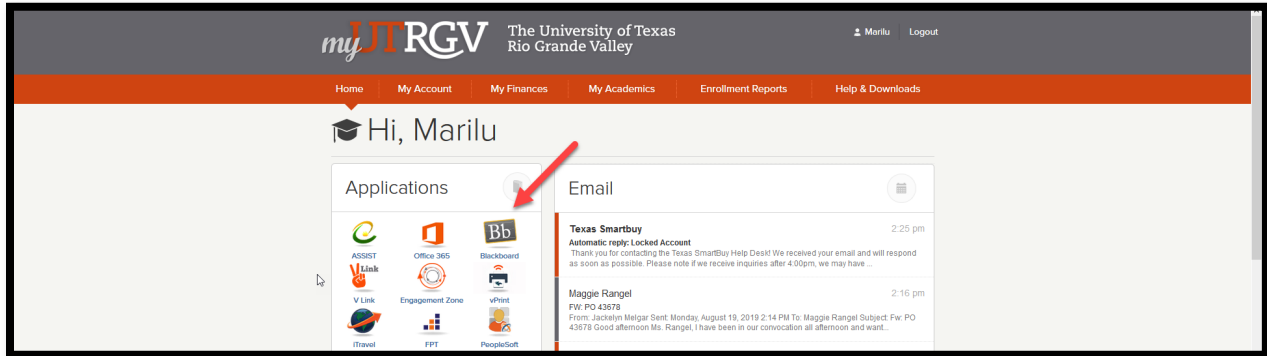 myUTRGV
The University of Texas
Rio Grande Valley
Marilu
Logout
Home
My Account
My Finances
My Academics
Enrollment Reports
Help & Downloads
Hi, Marilu
Applications
ASSIST
Office 365
Bb
Blackboard
Link
V Link
Engagement Zone
vPrint
iTravel
FPT
PeopleSoft
Email
Texas Smartbuy
2:25 pm
Automatic reply: Locked Account
Thank you for contacting the Texas SmartBuy Help Desk! We received your email and will respond
as soon as possible. Please note if we receive inquiries after 4:00pm, we may have ...
Maggie Rangel
2:16 pm
FW: PO 43678
From: Jackelyn Melgar Sent: Monday, August 19, 2019 2:14 PM To: Maggie Rangel Subject: Fw: PO
43678 Good afternoon Ms. Rangel, I have been in our convocation all afternoon and want...